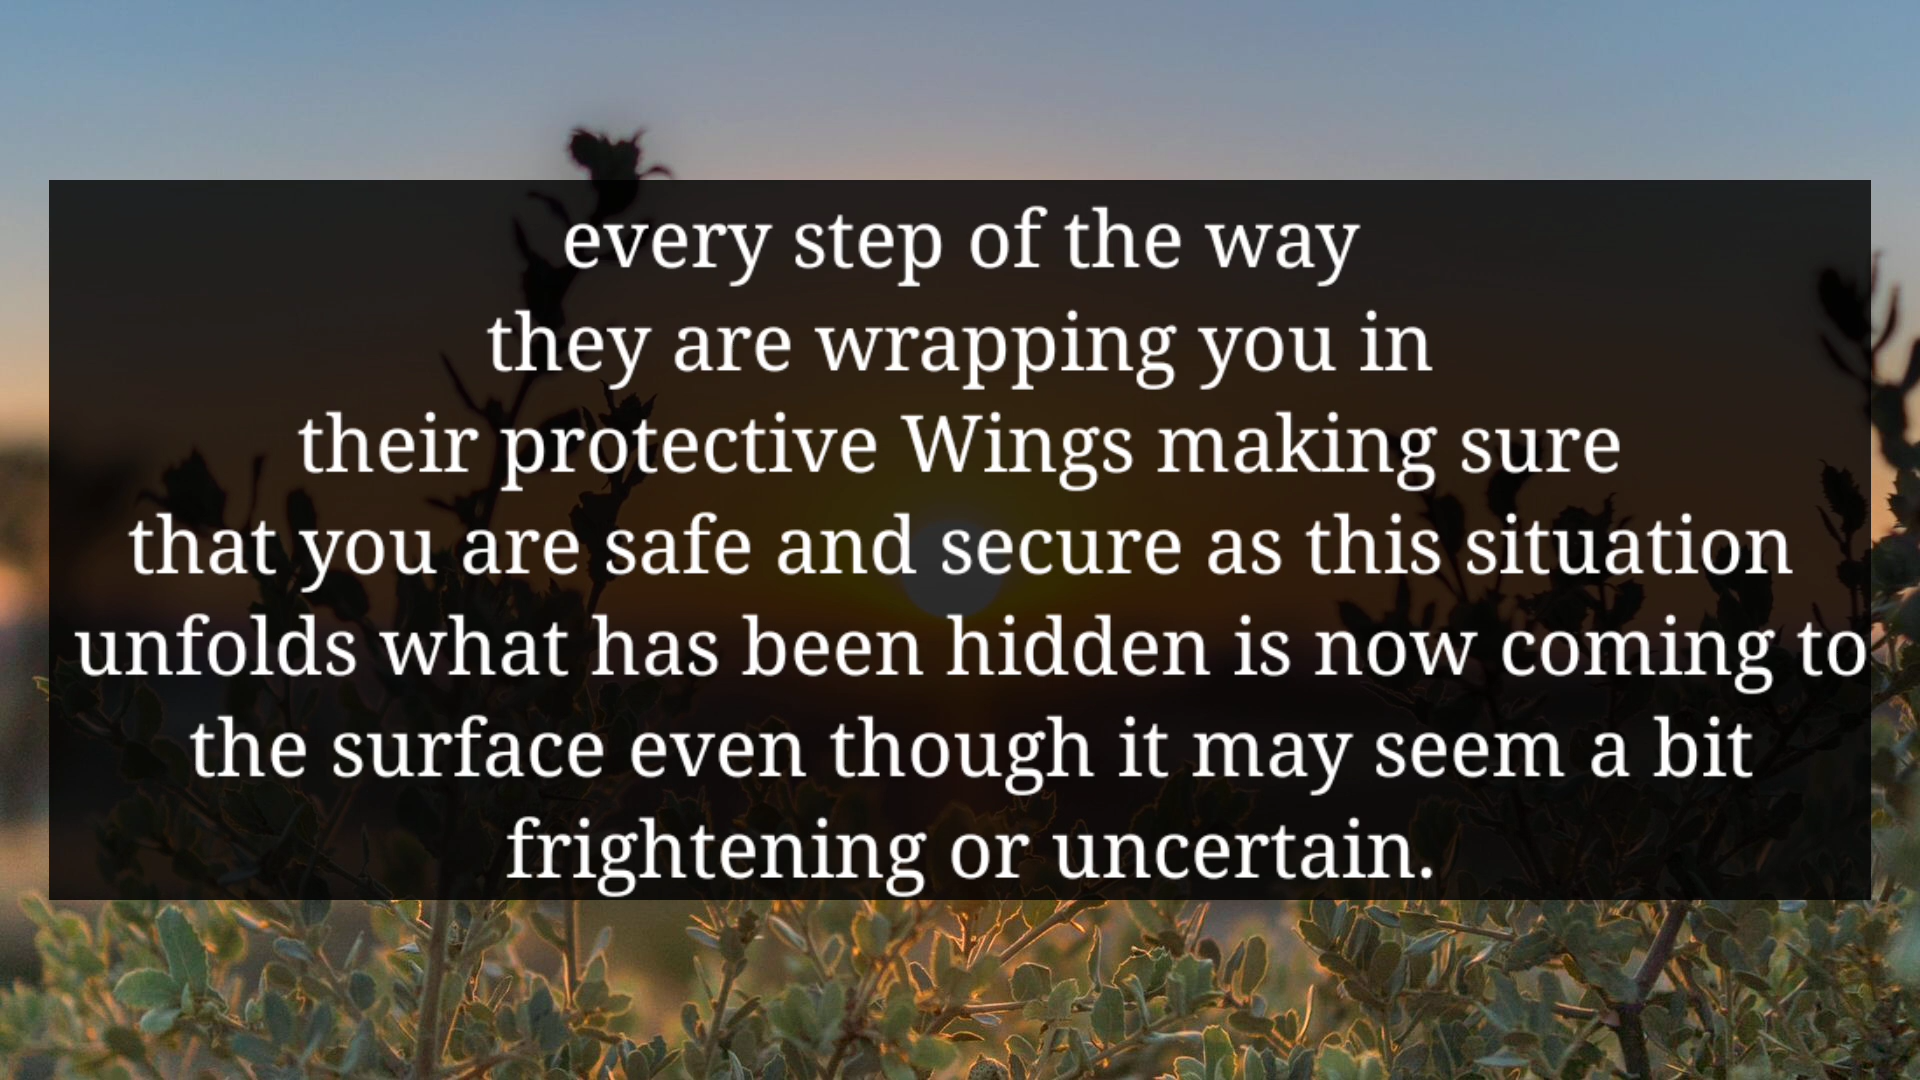 every step of the way
they are wrapping you in
their protective Wings making sure
that you are safe and secure as this situation
unfolds what has been hidden is now coming to
the surface even though it may seem a bit
frightening or uncertain.